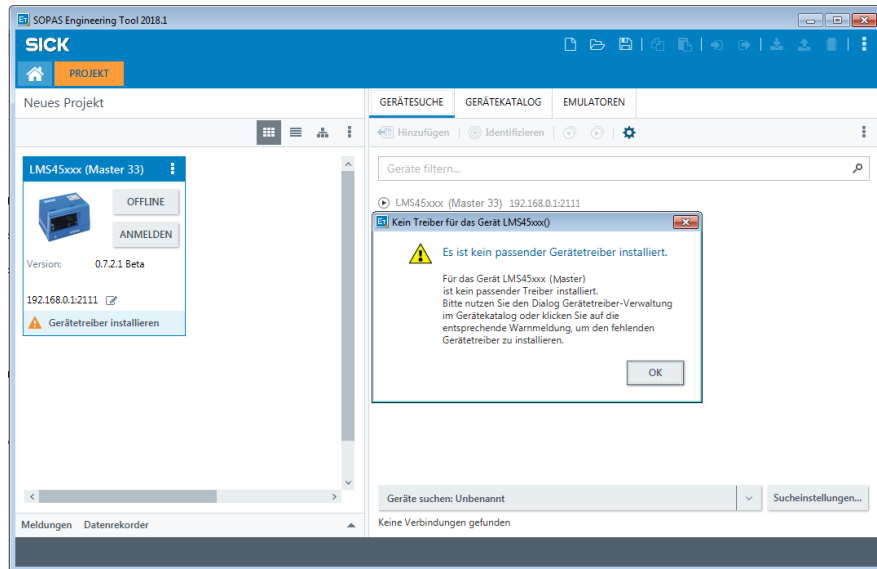 SOPAS Engineering Tool 2018.1
SICK
PROJEKT
Neues Projekt
GERÄTESUCHE GERÄTEKATALOG EMULATOREN
Hinzufügen Identifizieren
Geräte filtern...
LMS45xxx (Master 33)
OFFLINE
ANMELDEN
Version: 0.7.2.1 Beta
192.168.0.1:2111
Gerätetreiber installieren
LMS45xxx (Master 33) 192.168.0.1:2111
Kein Treiber für das Gerät LMS45xxx()
Es ist kein passender Gerätetreiber installiert.
Für das Gerät LMS45xxx (Master)
ist kein passender Treiber installiert.
Bitte nutzen Sie den Dialog Gerätetreiber-Verwaltung
im Gerätekatalog oder klicken Sie auf die
entsprechende Warnmeldung, um den fehlenden
Gerätetreiber zu installieren.
OK
Geräte suchen: Unbenannt
Sucheinstellungen...
Meldungen Datenrekorder
Keine Verbindungen gefunden